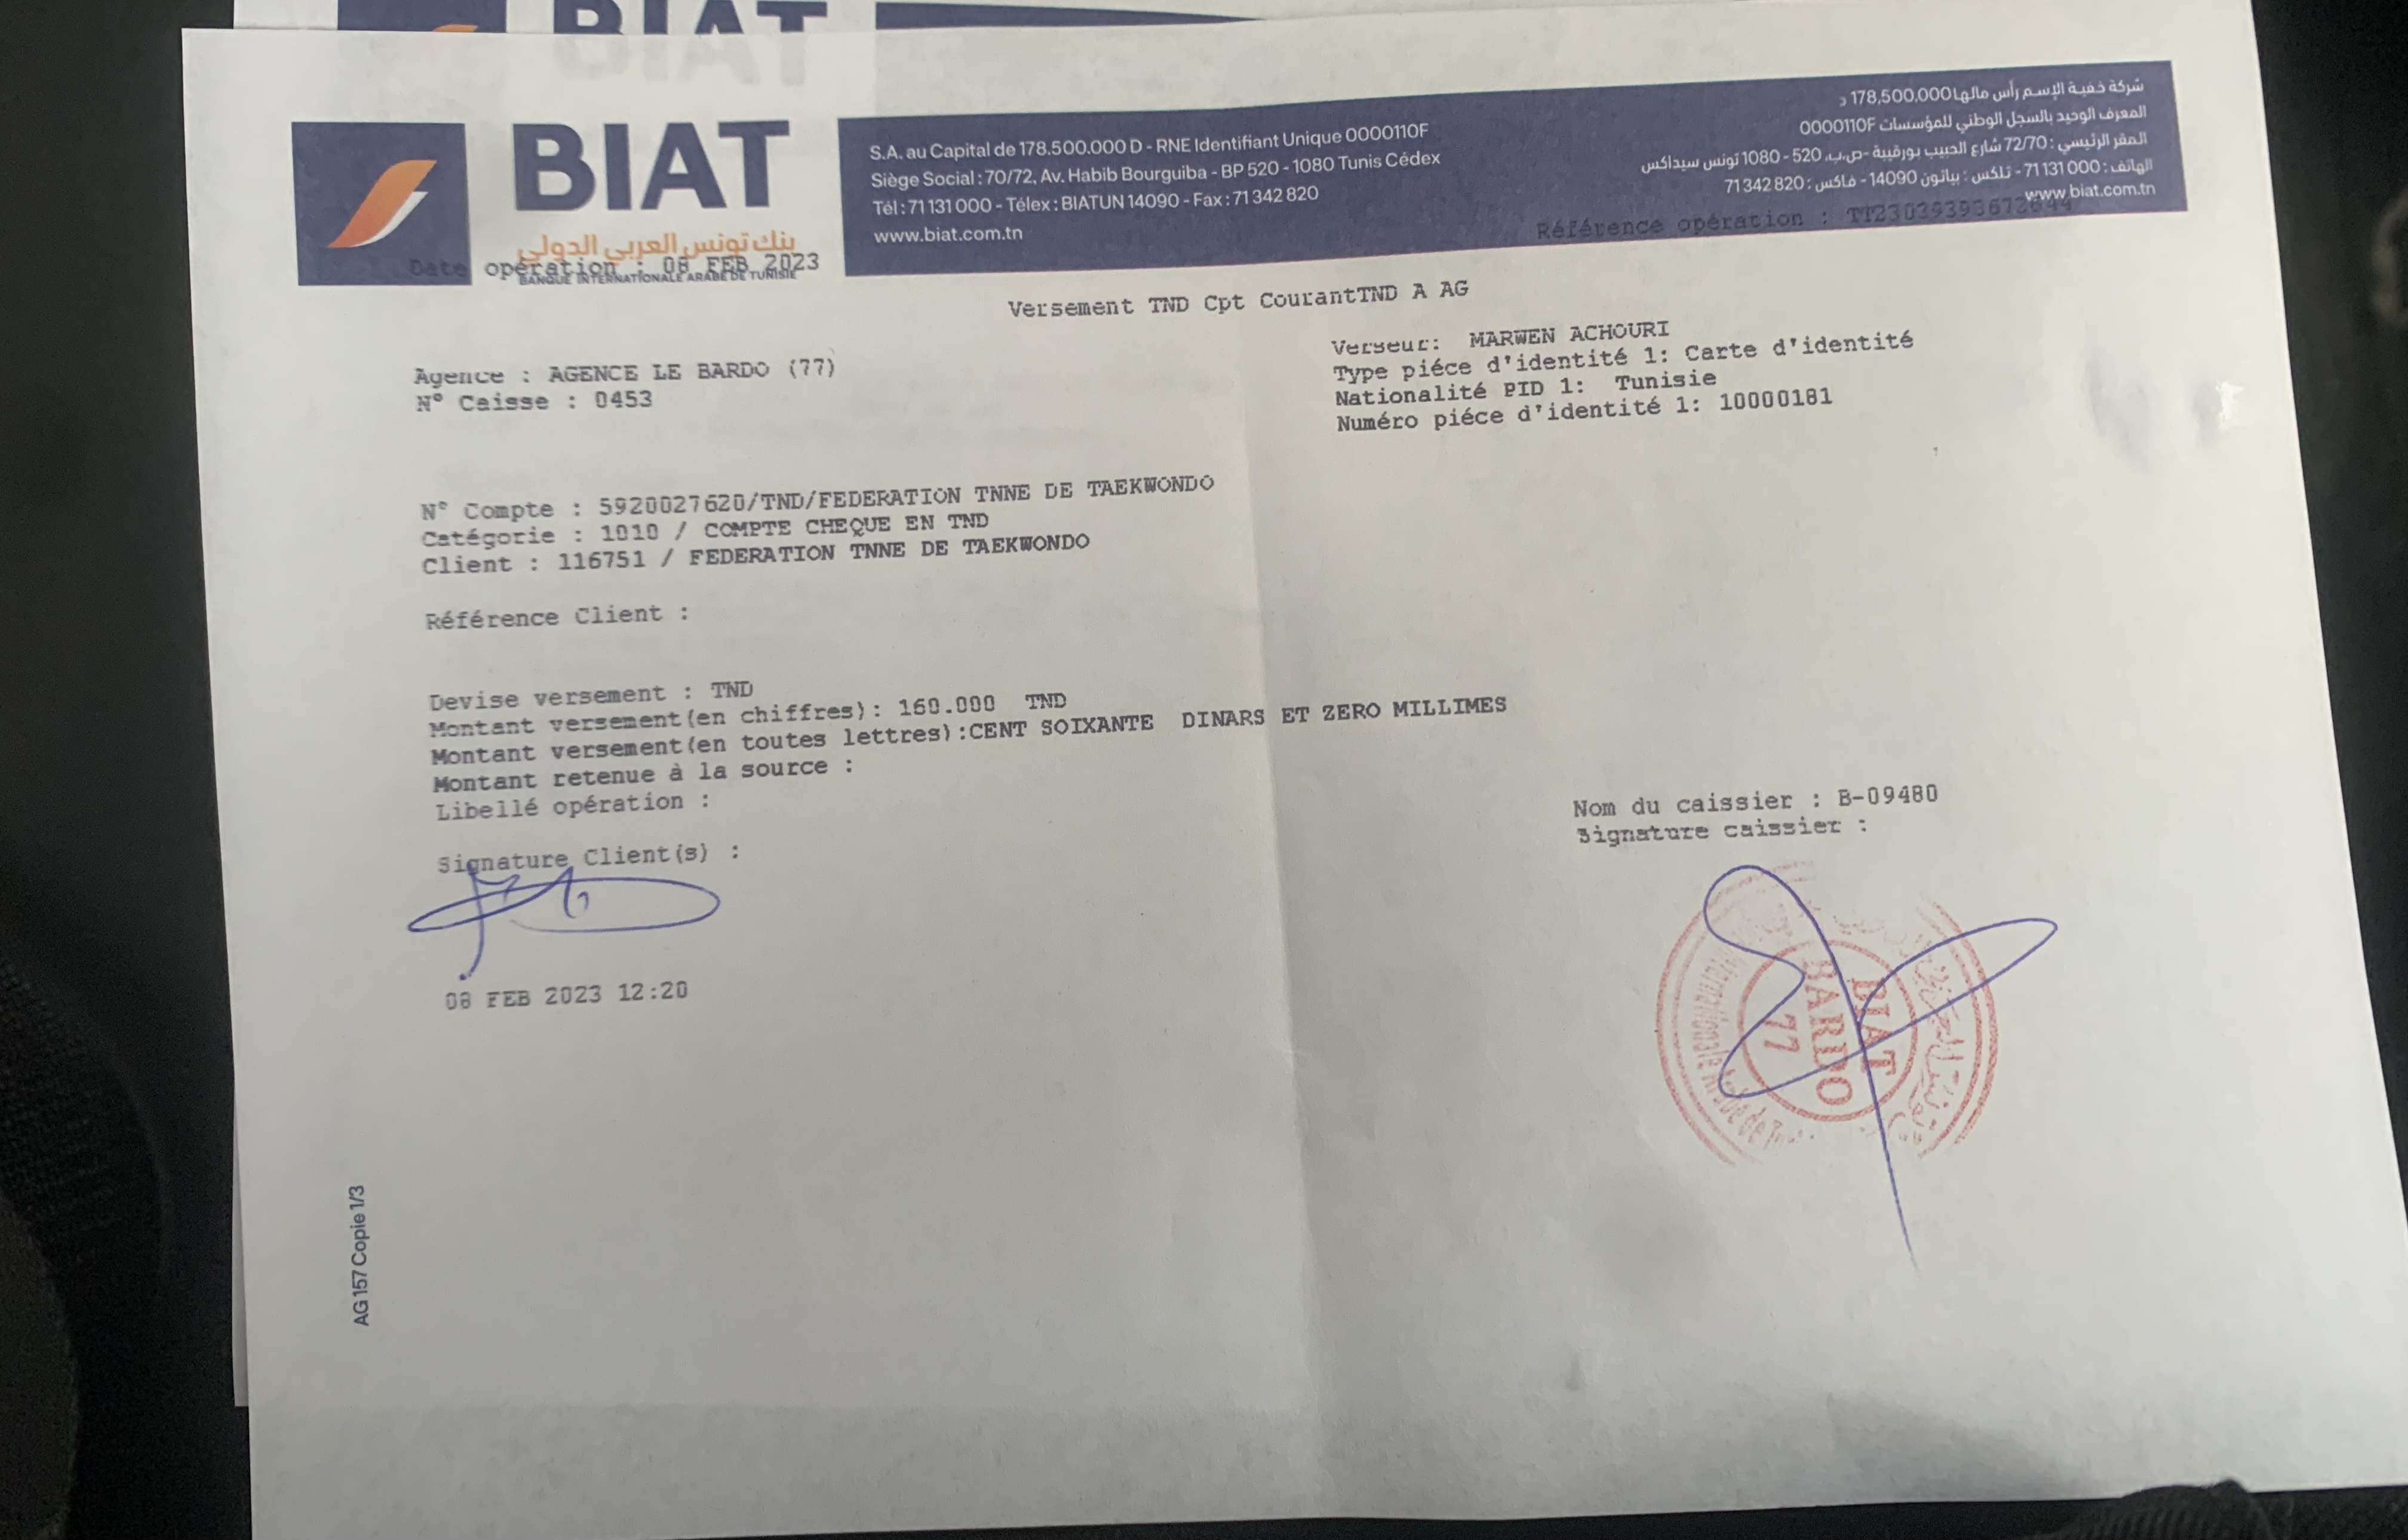 BIAT
BIAT
بنك تونس العربي الدولي
BANQUE INTERNATIONALE ARABE DE TUNISIE
S.A. au Capital de 178.500.000 D - RNE Identifiant Unique 0000110F
Siège Social : 70/72, Av. Habib Bourguiba - BP 520 - 1080 Tunis Cédex
Tél : 71 131 000 - Télex : BIATUN 14090 - Fax : 71 342 820
www.biat.com.tn
شركة خفية الإسم رأس مالها 178,500,000 د
المعرف الوحيد بالسجل الوطني للمؤسسات 0000110F
المقر الرئيسي : 72/70 شارع الحبيب بورقيبة -ص.ب. 520 - 1080 تونس سيداكس
الهاتف : 71 131 000 - تلكس : بياتون 14090 - فاكس : 71 342 820
www.biat.com.tn
Date opération : 08 FEB 2023
Référence opération :
Versement TND Cpt CourantTND A AG
Agence : AGENCE LE BARDO (77)
N° Caisse : 0453
Verseur: MARWEN ACHOURI
Type piéce d'identité 1: Carte d'identité
Nationalité PID 1: Tunisie
Numéro piéce d'identité 1: 10000181
N° Compte : 5920027620/TND/FEDERATION TNNE DE TAEKWONDO
Catégorie : 1010 / COMPTE CHEQUE EN TND
Client : 116751 / FEDERATION TNNE DE TAEKWONDO
Référence Client :
Devise versement : TND
Montant versement(en chiffres): 160.000 TND
Montant versement(en toutes lettres):CENT SOIXANTE DINARS ET ZERO MILLIMES
Montant retenue à la source :
Libellé opération :
Nom du caissier : B-09480
Signature caissier :
Signature Client(s) :
08 FEB 2023 12:20
BIAT
BARDO
77
AG 157 Copie 1/3